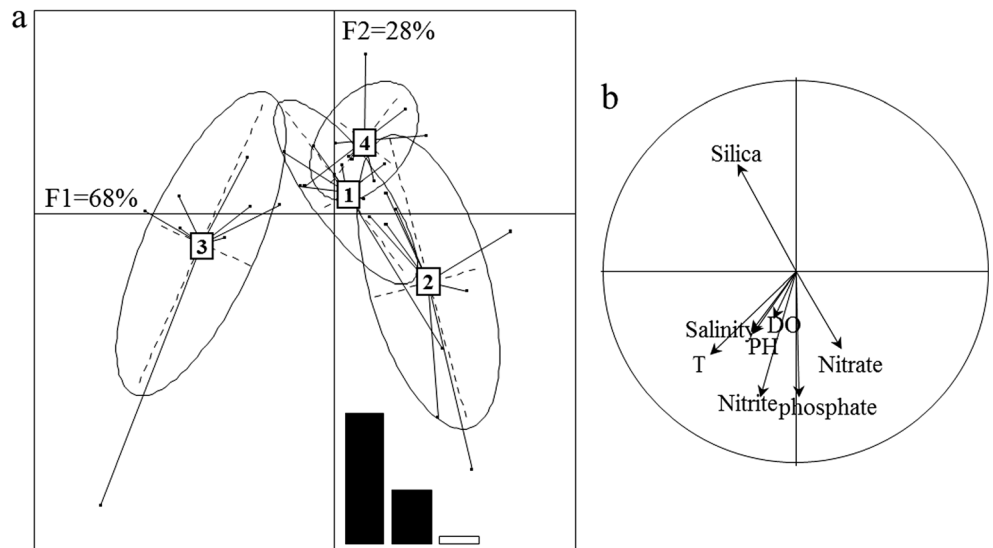 a
F2=28%
4
F1=68%
1
3
2
b
Silica
Salinity
DO
PH
T
Nitrate
Nitrite
phosphate